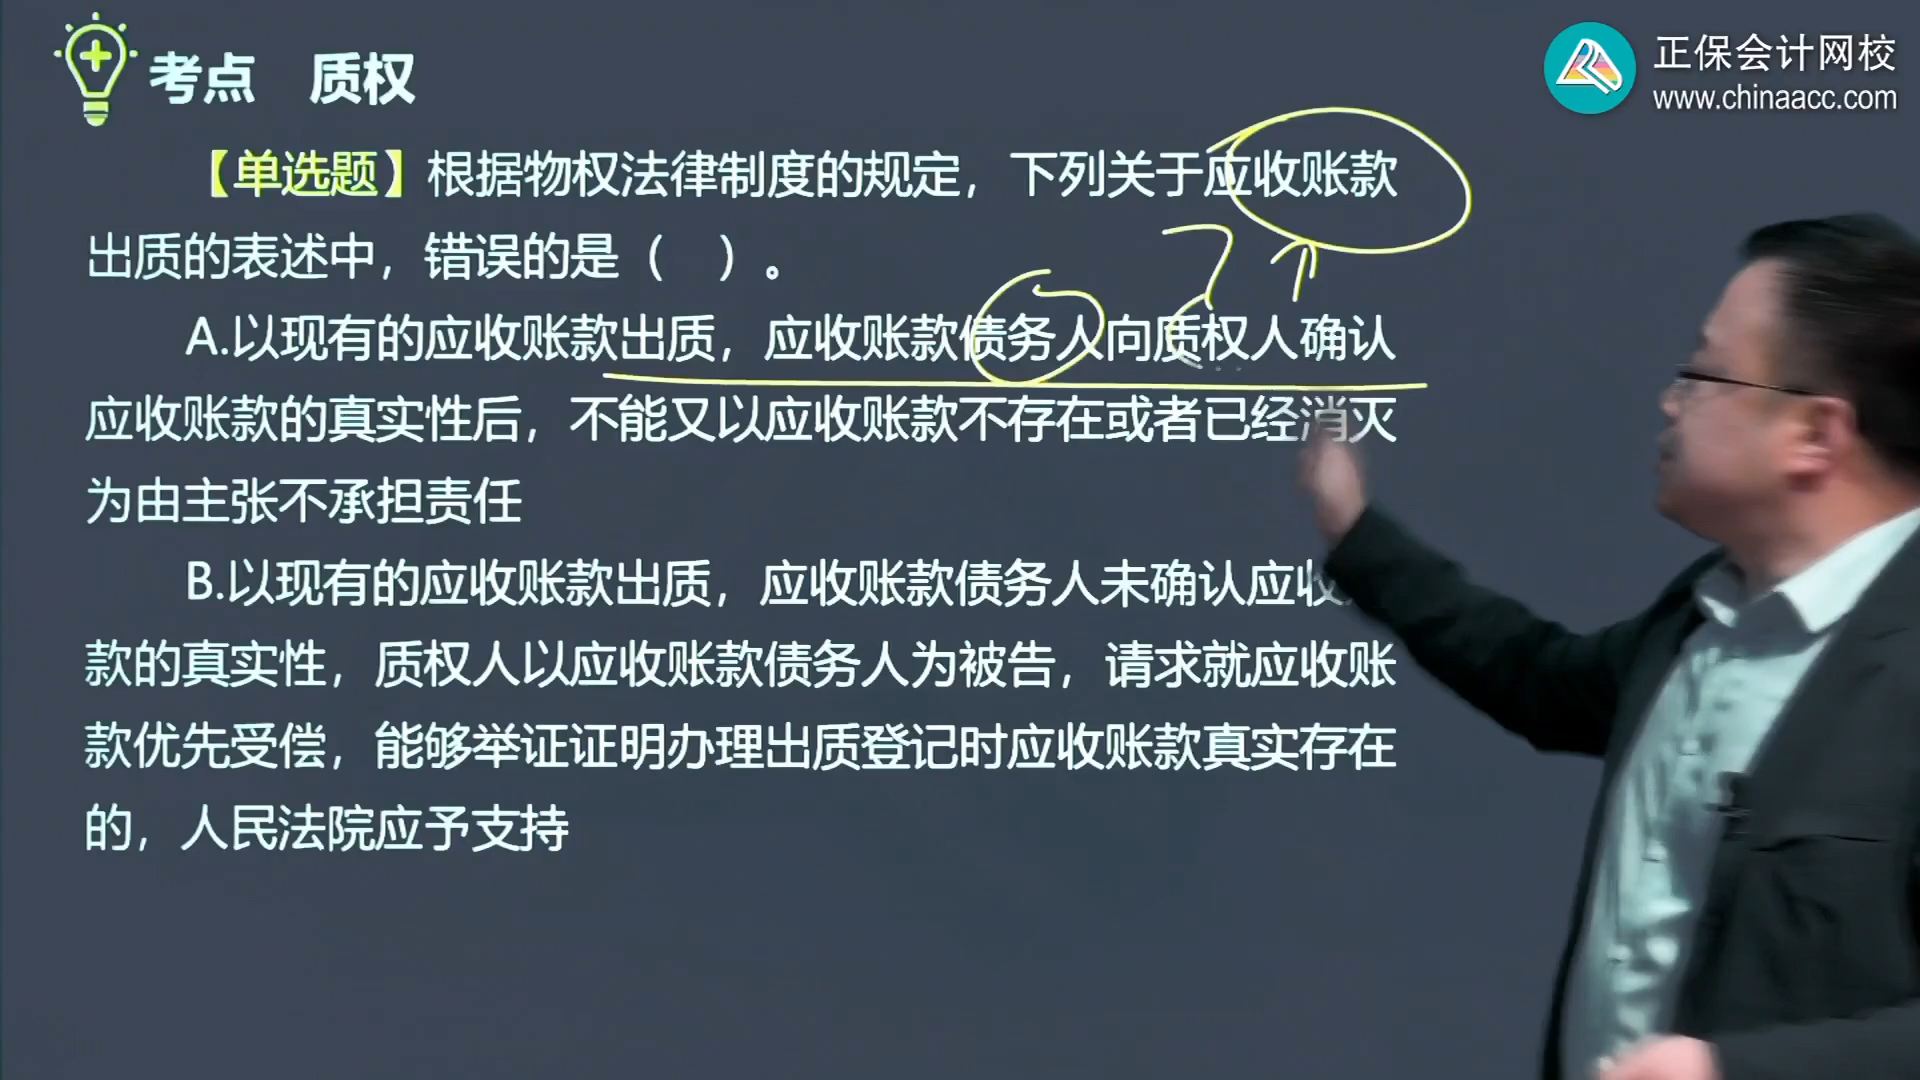 考点 质权
正保会计网校
www.chinaacc.com
【单选题】根据物权法律制度的规定，下列关于应收账款
出质的表述中，错误的是（ ）。
A.以现有的应收账款出质，应收账款债务人向质权人确认
应收账款的真实性后，不能又以应收账款不存在或者已经消灭
为由主张不承担责任
B.以现有的应收账款出质，应收账款债务人未确认应收
款的真实性，质权人以应收账款债务人为被告，请求就应收账
款优先受偿，能够举证证明办理出质登记时应收账款真实存在
的，人民法院应予支持